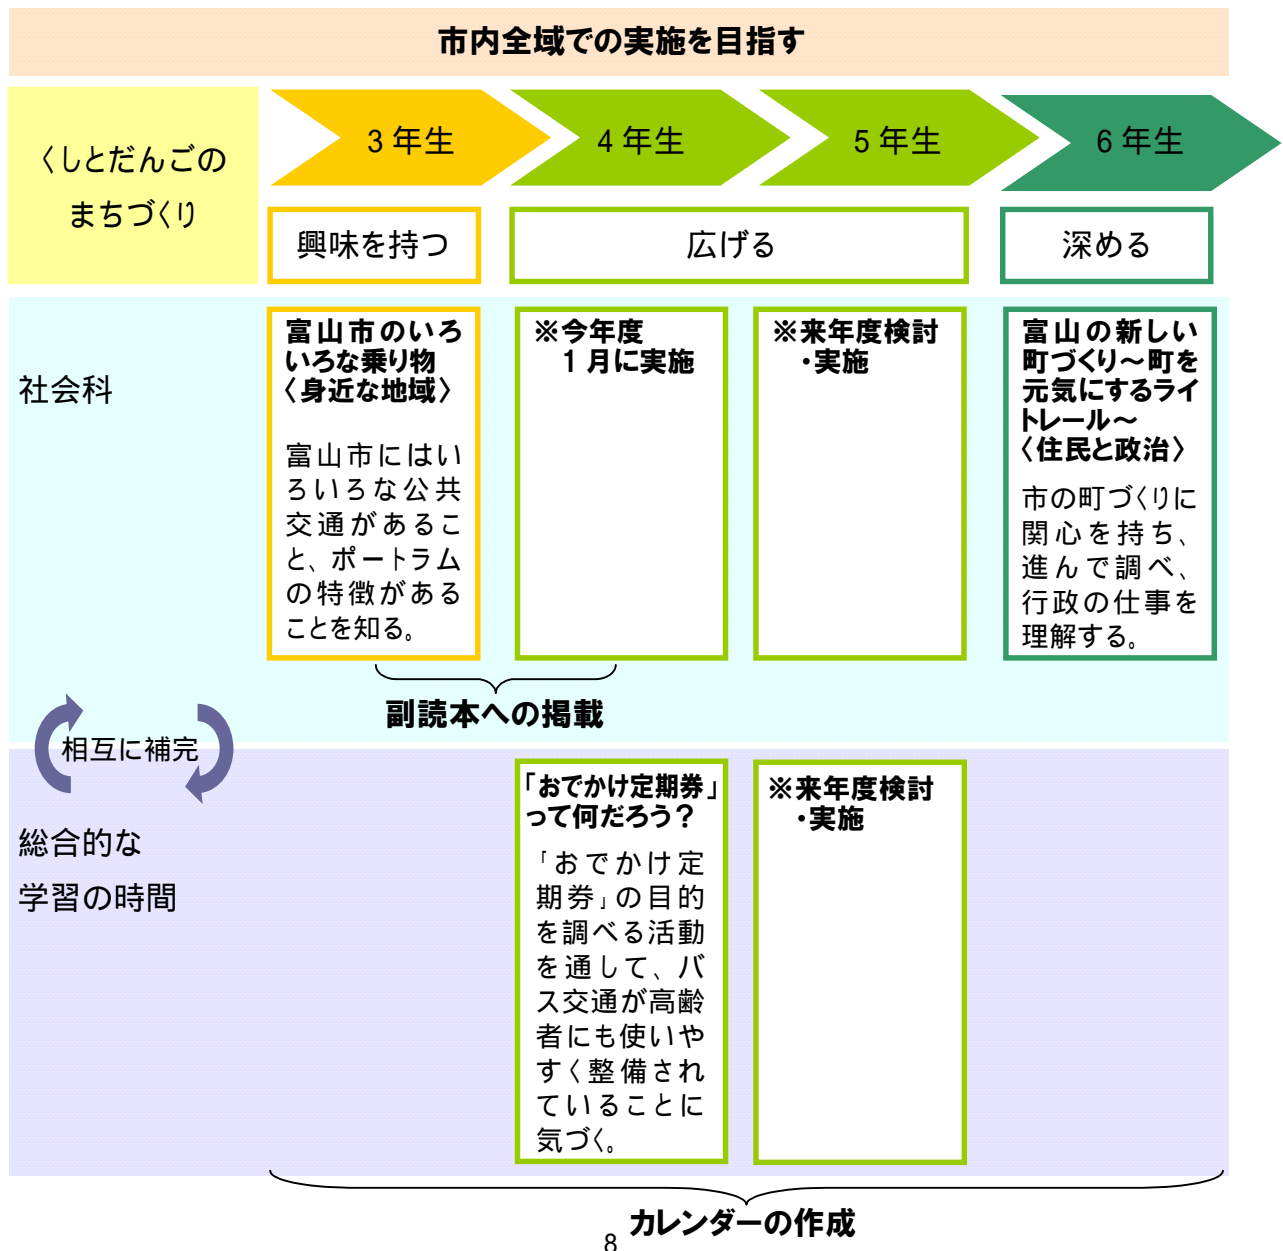 市内全域での実施を目指す
くしとだんごの
まちづくり
3 年生
4 年生
5 年生
6 年生
興味を持つ
広げる
深める
社会科
富山市のいろ
いろな乗り物
〈身近な地域〉
富山市にはい
ろいろな公共
交通があるこ
と、ポートラム
の特徴がある
ことを知る。
※今年度
1 月に実施
※来年度検討
・実施
富山の新しい
町づくり～町を
元気にするライ
トレール～
〈住民と政治〉
市の町づくりに
関心を持ち、
進んで調べ、
行政の仕事を
理解する。
副読本への掲載
相互に補完
総合的な
学習の時間
「おでかけ定期券」
って何だろう？
「おでかけ定
期券」の目的
を調べる活動
を通して、バ
ス交通が高齢
者にも使いや
すく整備され
ていることに
気づく。
※来年度検討
・実施
カレンダーの作成
8